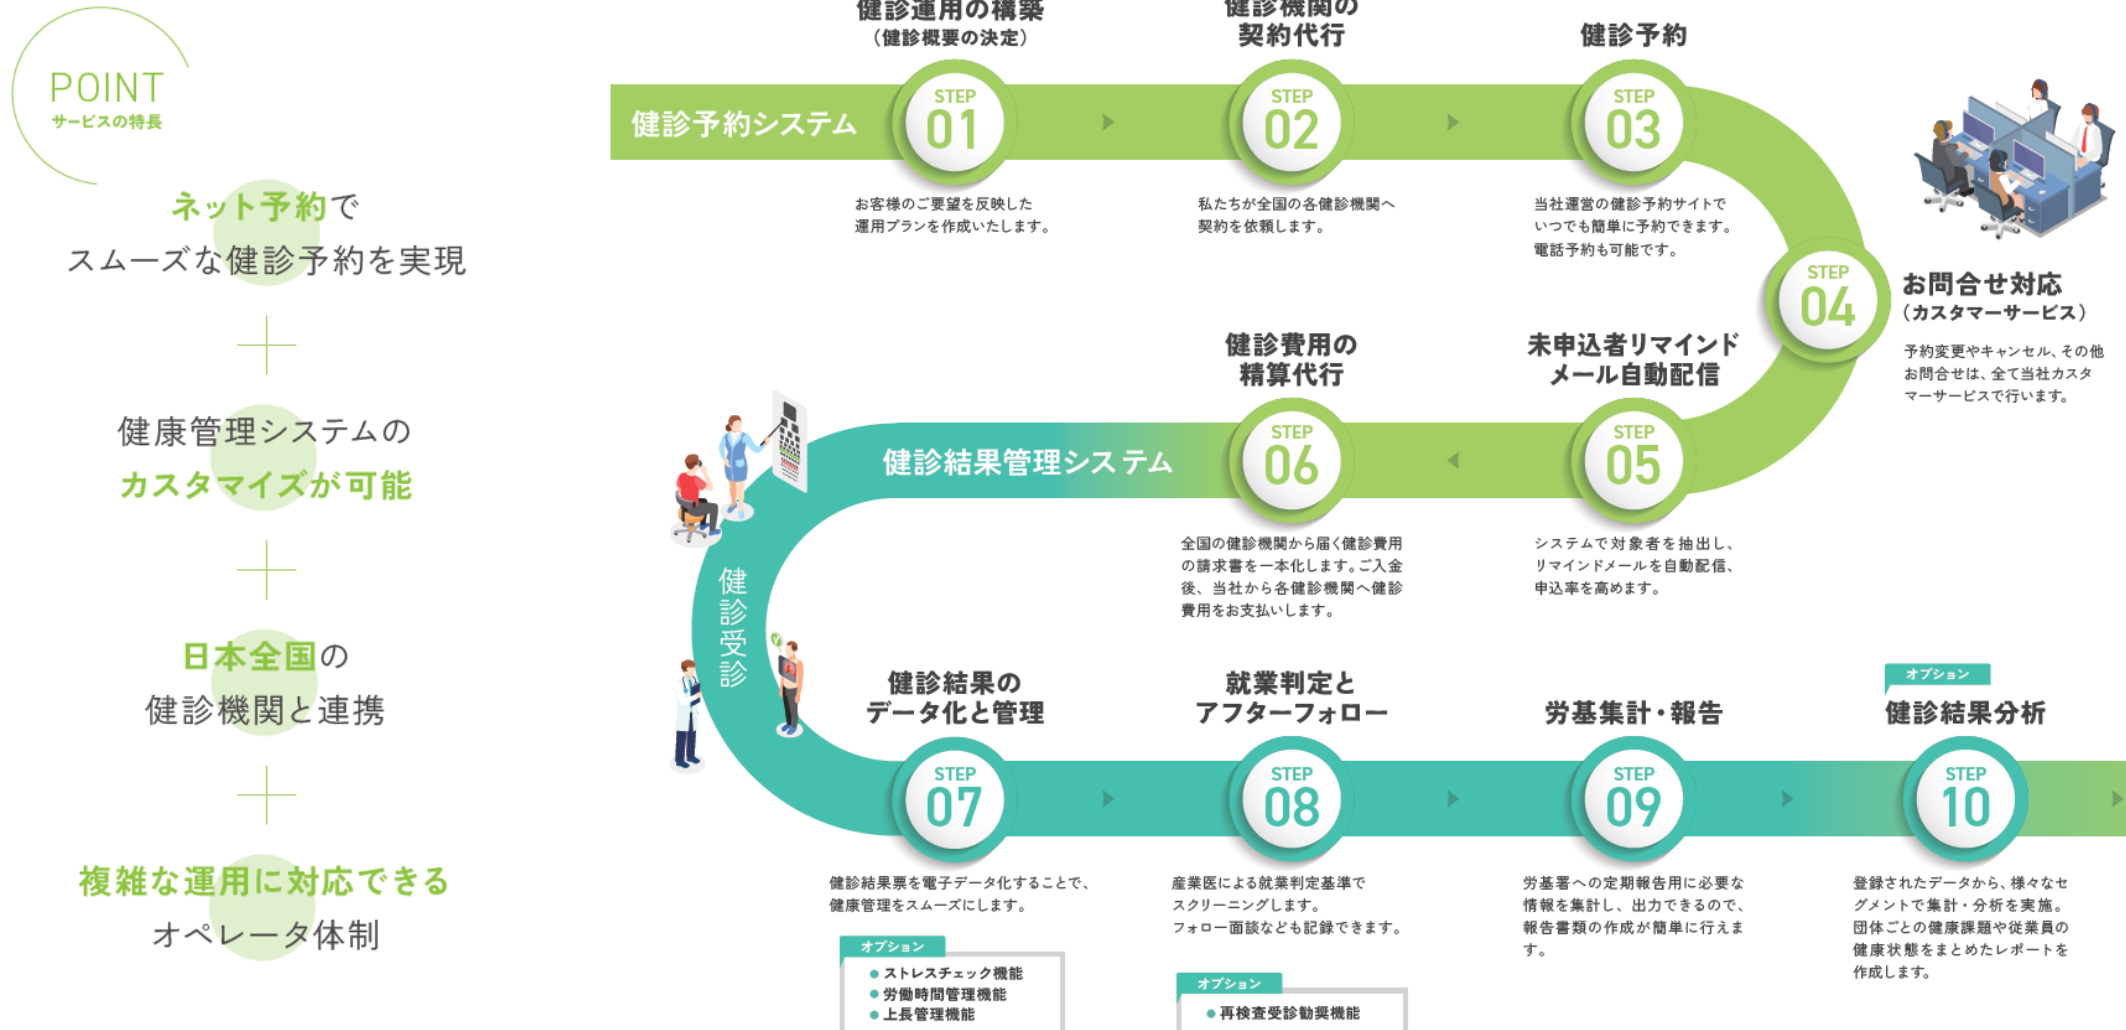 POINT
サービスの特長
ネット予約で
スムーズな健診予約を実現
健康管理システムの
カスタマイズが可能
日本全国の
健診機関と連携
複雑な運用に対応できる
オペレータ体制
健診予約システム
健診運用の構築
（健診概要の決定）
STEP
01
お客様のご要望を反映した
運用プランを作成いたします。
健診機関の
契約代行
STEP
02
私たちが全国の各健診機関へ
契約を依頼します。
健診予約
STEP
03
当社運営の健診予約サイトで
いつでも簡単に予約できます。
電話予約も可能です。
STEP
04
お問合せ対応
（カスタマーサービス）
予約変更やキャンセル、その他
お問合せは、全て当社カスタ
マーサービスで行います。
未申込者リマインド
メール自動配信
STEP
05
システムで対象者を抽出し、
リマインドメールを自動配信、
申込率を高めます。
健診費用の
精算代行
STEP
06
全国の健診機関から届く健診費用
の請求書を一本化します。ご入金
後、当社から各健診機関へ健診
費用をお支払いします。
健診結果管理システム
健診受診
健診結果の
データ化と管理
STEP
07
健診結果票を電子データ化することで、
健康管理をスムーズにします。
オプション
●ストレスチェック機能
●労働時間管理機能
●上長管理機能
就業判定と
アフターフォロー
STEP
08
産業医による就業判定基準で
スクリーニングします。
フォロー面談なども記録できます。
オプション
●再検査受診勧奨機能
労基集計・報告
STEP
09
労基署への定期報告用に必要な
情報を集計し、出力できるので、
報告書類の作成が簡単に行えま
す。
オプション
健診結果分析
STEP
10
登録されたデータから、様々なセ
グメントで集計・分析を実施。
団体ごとの健康課題や従業員の
健康状態をまとめたレポートを
作成します。